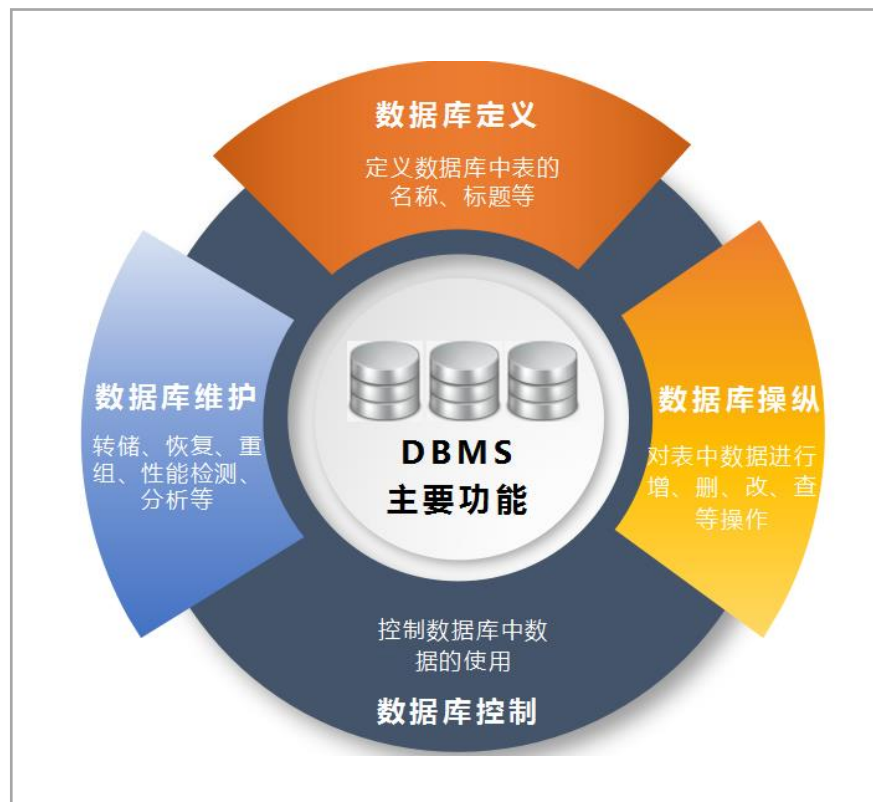 数据库定义
定义数据库中表的
名称、标题等
数据库维护
转储、恢复、重
组、性能检测、
分析等
DBMS
主要功能
数据库操纵
对表中数据进行
增、删、改、查
等操作
控制数据库中数
据的使用
数据库控制